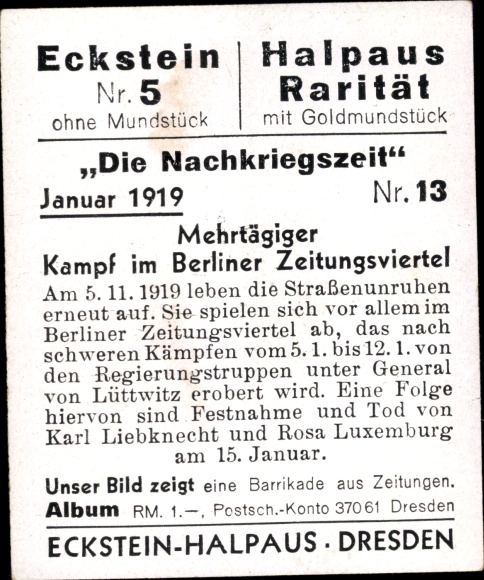 Eckstein
Nr. 5
ohne Mundstück
Halpaus
Rarität
mit Goldmundstück
„Die Nachkriegszeit“
Januar 1919 Nr. 13
Mehrtägiger
Kampf im Berliner Zeitungsviertel
Am 5. 11. 1919 leben die Straßenunruhen
erneut auf. Sie spielen sich vor allem im
Berliner Zeitungsviertel ab, das nach
schweren Kämpfen vom 5. 1. bis 12. 1. von
den Regierungstruppen unter General
von Lüttwitz erobert wird. Eine Folge
hiervon sind Festnahme und Tod von
Karl Liebknecht und Rosa Luxemburg
am 15. Januar.
Unser Bild zeigt eine Barrikade aus Zeitungen.
Album RM. 1.—, Postsch.-Konto 37061 Dresden
ECKSTEIN-HALPAUS · DRESDEN